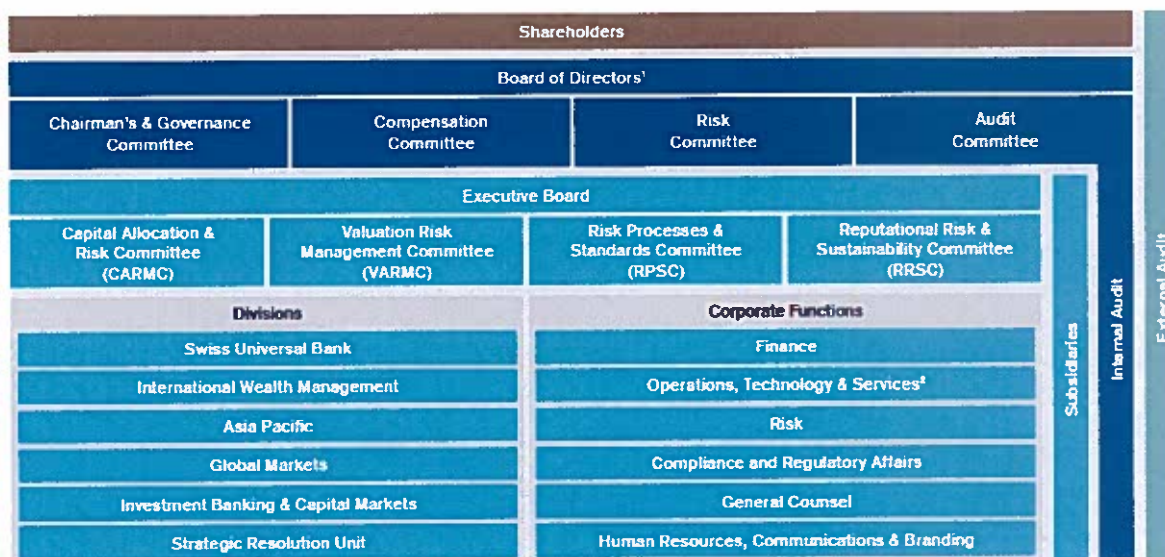 Shareholders
Board of Directors¹
Chairman's & Governance
Committee
Compensation
Committee
Risk
Committee
Audit
Committee
Executive Board
Capital Allocation &
Risk Committee
(CARMC)
Valuation Risk
Management Committee
(VARMC)
Risk Processes &
Standards Committee
(RPSC)
Reputational Risk &
Sustainability Committee
(RRSC)
Divisions
Swiss Universal Bank
International Wealth Management
Asia Pacific
Global Markets
Investment Banking & Capital Markets
Strategic Resolution Unit
Corporate Functions
Finance
Operations, Technology & Services²
Risk
Compliance and Regulatory Affairs
General Counsel
Human Resources, Communications & Branding
Subsidiaries
Internal Audit
External Audit